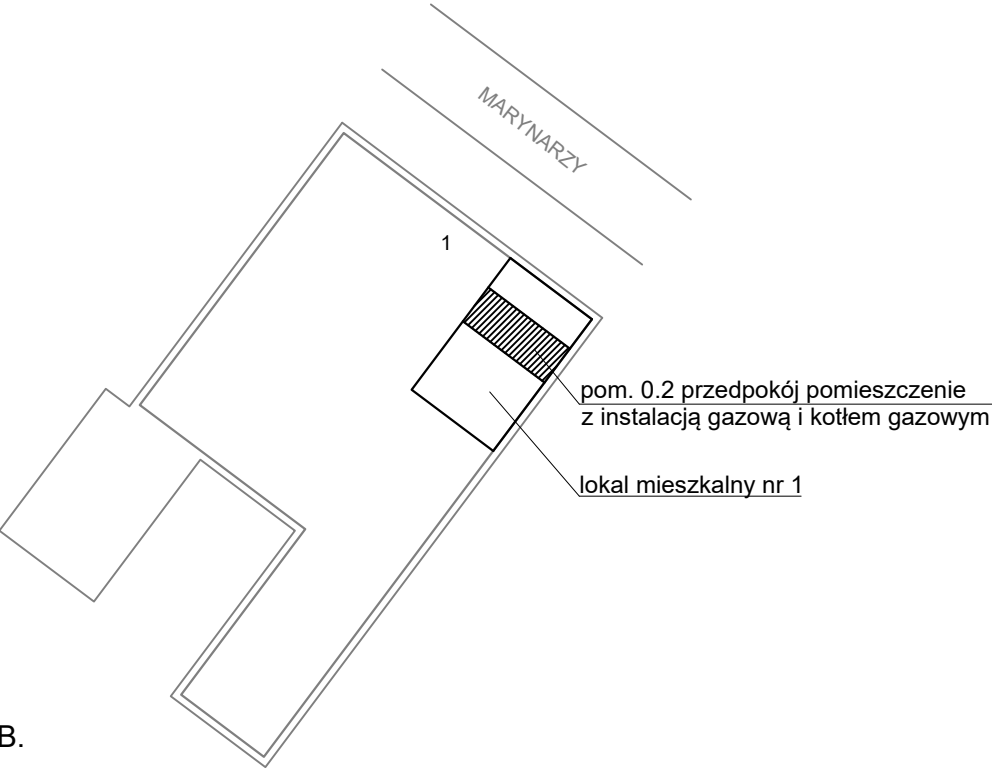 MARYNARZY
1
pom. 0.2 przedpokój pomieszczenie
z instalacją gazową i kotłem gazowym
lokal mieszkalny nr 1
B.